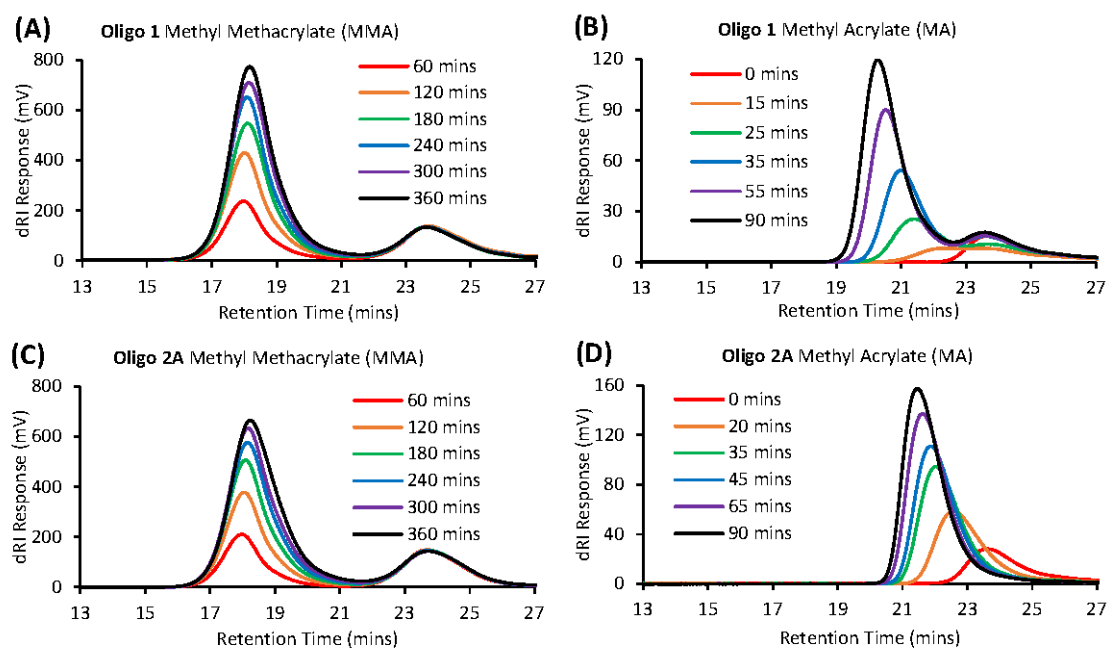 (A)
Oligo 1 Methyl Methacrylate (MMA)
dRI Response (mV)
800
600
400
200
0
60 mins
120 mins
180 mins
240 mins
300 mins
360 mins
13 15 17 19 21 23 25 27
Retention Time (mins)
(B)
Oligo 1 Methyl Acrylate (MA)
dRI Response (mV)
120
90
60
30
0
0 mins
15 mins
25 mins
35 mins
55 mins
90 mins
13 15 17 19 21 23 25 27
Retention Time (mins)
(C)
Oligo 2A Methyl Methacrylate (MMA)
dRI Response (mV)
800
600
400
200
0
60 mins
120 mins
180 mins
240 mins
300 mins
360 mins
13 15 17 19 21 23 25 27
Retention Time (mins)
(D)
Oligo 2A Methyl Acrylate (MA)
dRI Response (mV)
160
120
80
40
0
0 mins
20 mins
35 mins
45 mins
65 mins
90 mins
13 15 17 19 21 23 25 27
Retention Time (mins)